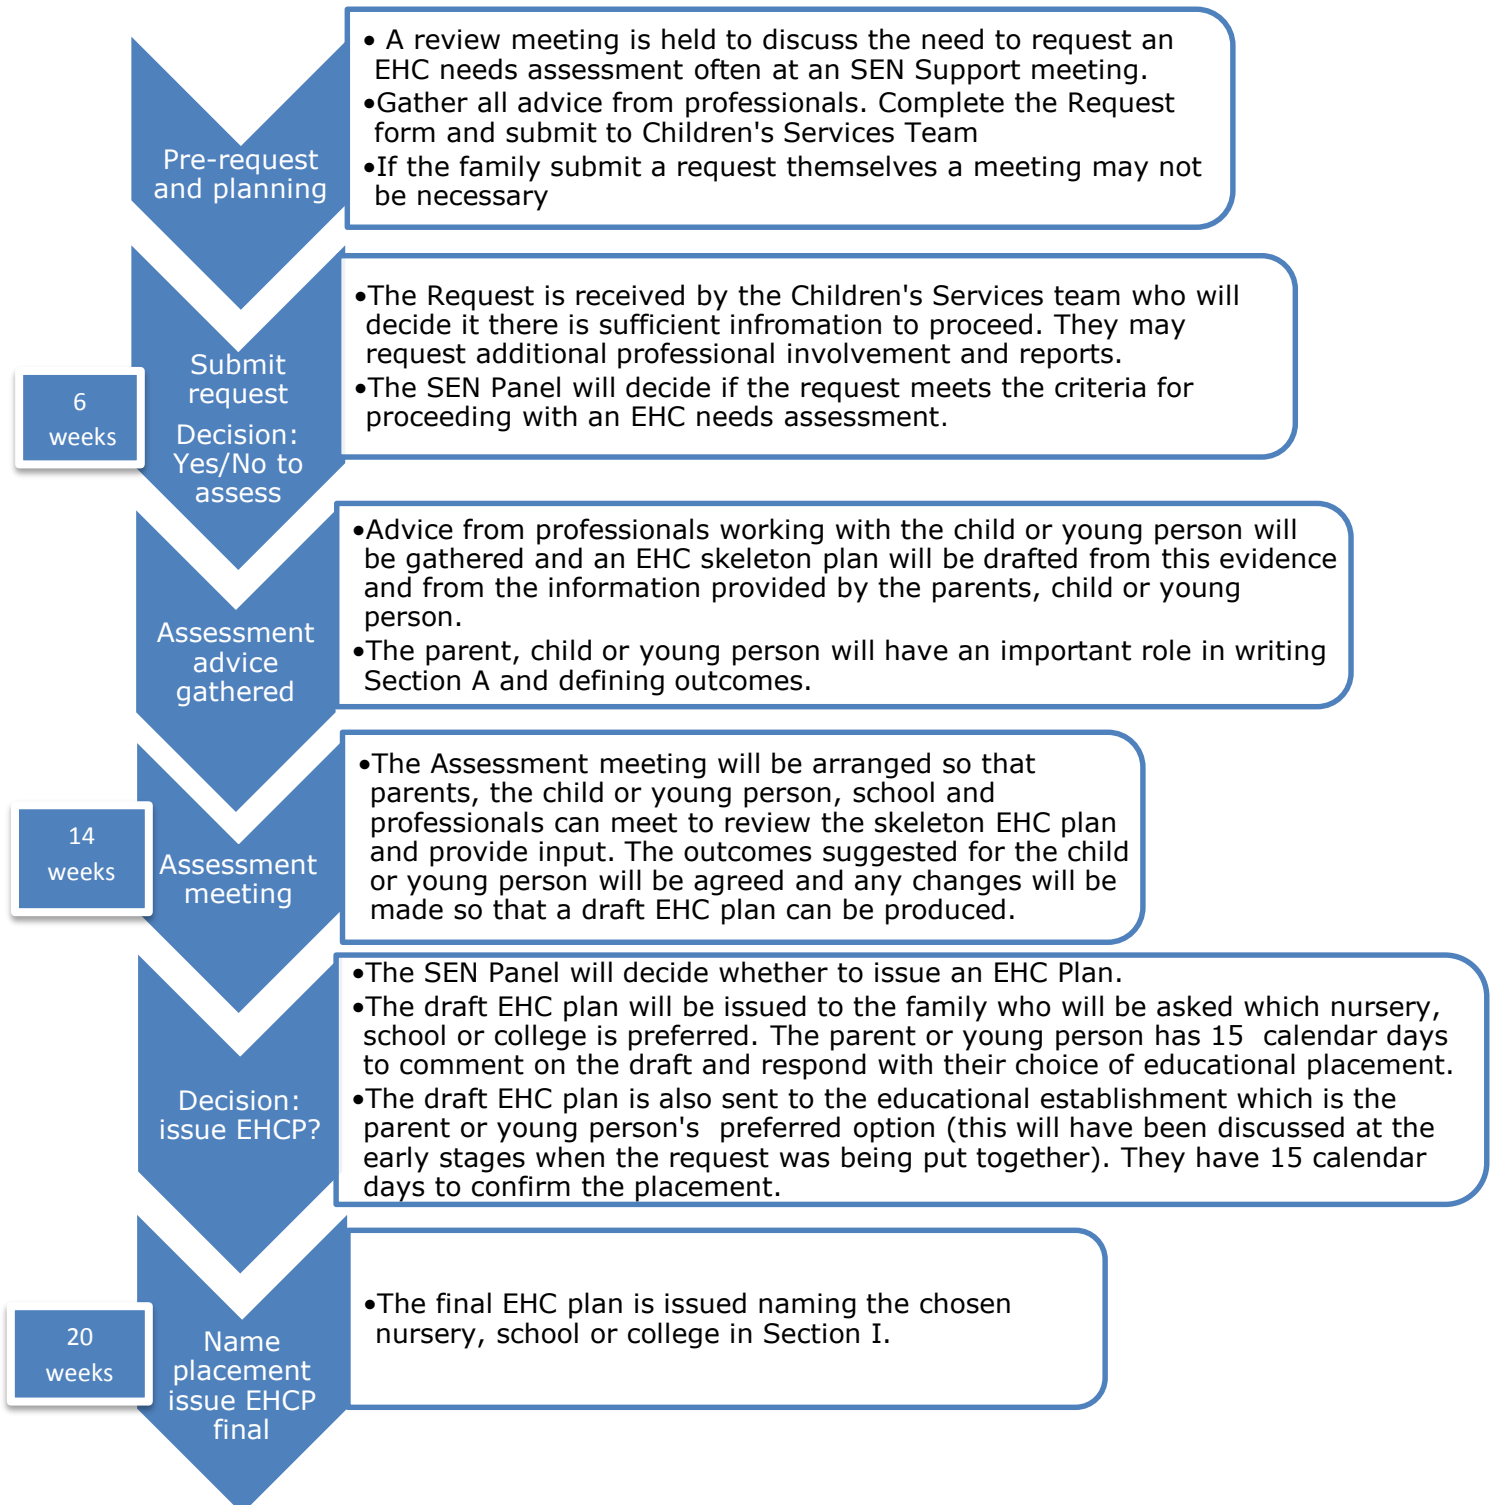 Pre-request
and planning
• A review meeting is held to discuss the need to request an
EHC needs assessment often at an SEN Support meeting.
•Gather all advice from professionals. Complete the Request
form and submit to Children's Services Team
•If the family submit a request themselves a meeting may not
be necessary
6
weeks
Submit
request
Decision:
Yes/No to
assess
•The Request is received by the Children's Services team who will
decide it there is sufficient infromation to proceed. They may
request additional professional involvement and reports.
•The SEN Panel will decide if the request meets the criteria for
proceeding with an EHC needs assessment.
Assessment
advice
gathered
•Advice from professionals working with the child or young person will
be gathered and an EHC skeleton plan will be drafted from this evidence
and from the information provided by the parents, child or young
person.
•The parent, child or young person will have an important role in writing
Section A and defining outcomes.
14
weeks
Assessment
meeting
•The Assessment meeting will be arranged so that
parents, the child or young person, school and
professionals can meet to review the skeleton EHC plan
and provide input. The outcomes suggested for the child
or young person will be agreed and any changes will be
made so that a draft EHC plan can be produced.
Decision:
issue EHCP?
•The SEN Panel will decide whether to issue an EHC Plan.
•The draft EHC plan will be issued to the family who will be asked which nursery,
school or college is preferred. The parent or young person has 15 calendar days
to comment on the draft and respond with their choice of educational placement.
•The draft EHC plan is also sent to the educational establishment which is the
parent or young person's preferred option (this will have been discussed at the
early stages when the request was being put together). They have 15 calendar
days to confirm the placement.
20
weeks
Name
placement
issue EHCP
final
•The final EHC plan is issued naming the chosen
nursery, school or college in Section I.